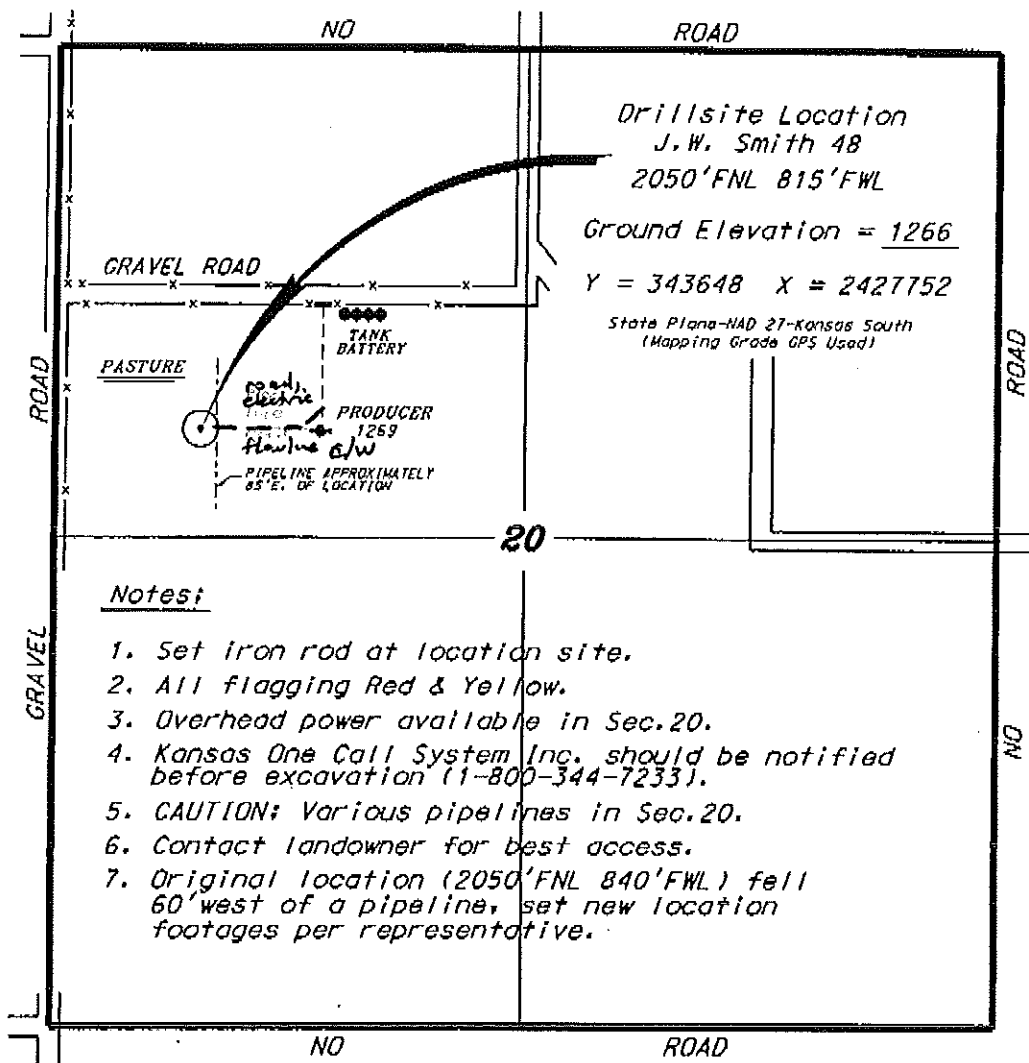 NO ROAD
Drillsite Location
J.W. Smith 48
2050'FNL 815'FWL
Ground Elevation = 1266
Y = 343648 X = 2427752
State Plane-NAD 27-Kansas South
(Mapping Grade GPS Used)
GRAVEL ROAD
TANK
BATTERY
PASTURE
road,
electric
PRODUCER
1269
flowline
PIPELINE APPROXIMATELY
85'E. OF LOCATION
ROAD
ROAD
20
Notes:
1. Set iron rod at location site.
2. All flagging Red & Yellow.
3. Overhead power available in Sec.20.
4. Kansas One Call System Inc. should be notified
before excavation (1-800-344-7233).
5. CAUTION: Various pipelines in Sec.20.
6. Contact landowner for best access.
7. Original location (2050'FNL 840'FWL) fell
60'west of a pipeline, set new location
footages per representative.
GRAVEL
NO
NO ROAD